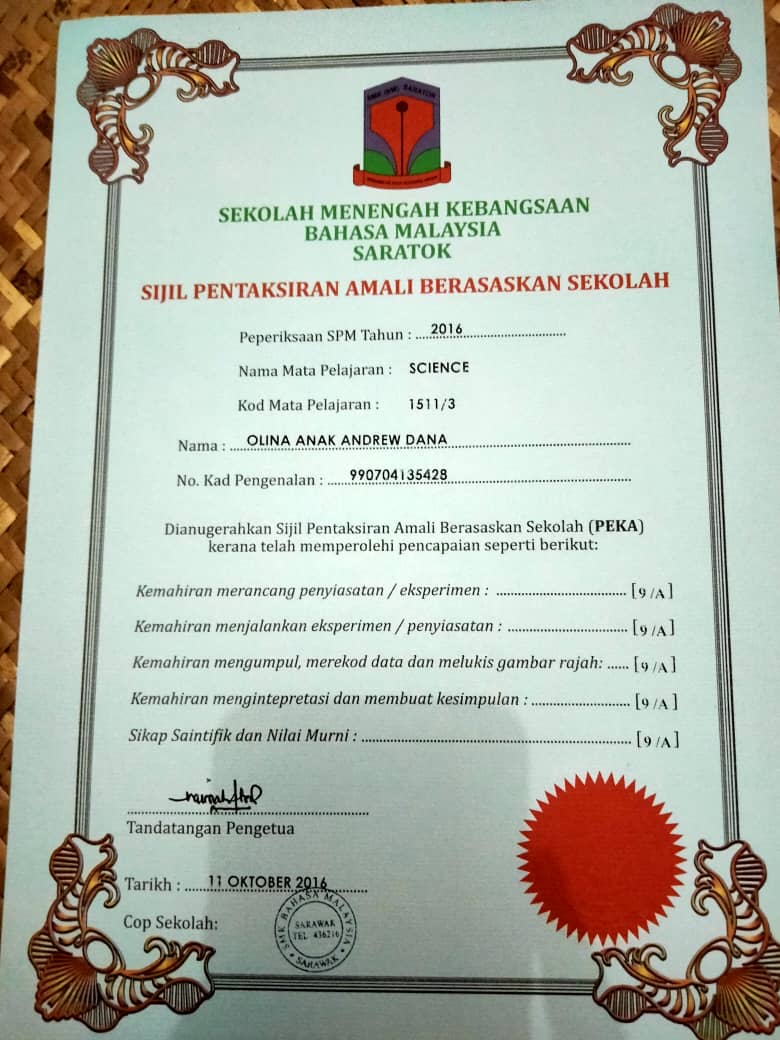 SMK (BM) SARATOK
SEKOLAH MENENGAH KEBANGSAAN
BAHASA MALAYSIA
SARATOK
SIJIL PENTAKSIRAN AMALI BERASASKAN SEKOLAH
Peperiksaan SPM Tahun : 2016
Nama Mata Pelajaran : SCIENCE
Kod Mata Pelajaran : 1511/3
Nama : OLINA ANAK ANDREW DANA
No. Kad Pengenalan : 990704135428
Dianugerahkan Sijil Pentaksiran Amali Berasaskan Sekolah (PEKA)
kerana telah memperolehi pencapaian seperti berikut:
Kemahiran merancang penyiasatan / eksperimen : [9 /A]
Kemahiran menjalankan eksperimen / penyiasatan : [9 /A]
Kemahiran mengumpul, merekod data dan melukis gambar rajah: [9 /A]
Kemahiran mengintepretasi dan membuat kesimpulan : [9 /A]
Sikap Saintifik dan Nilai Murni : [9 /A]
Tandatangan Pengetua
Tarikh : 11 OKTOBER 2016
Cop Sekolah:
SMK BAHASA MALAYSIA
SARAWAK
TEL 436216
SARAWAK